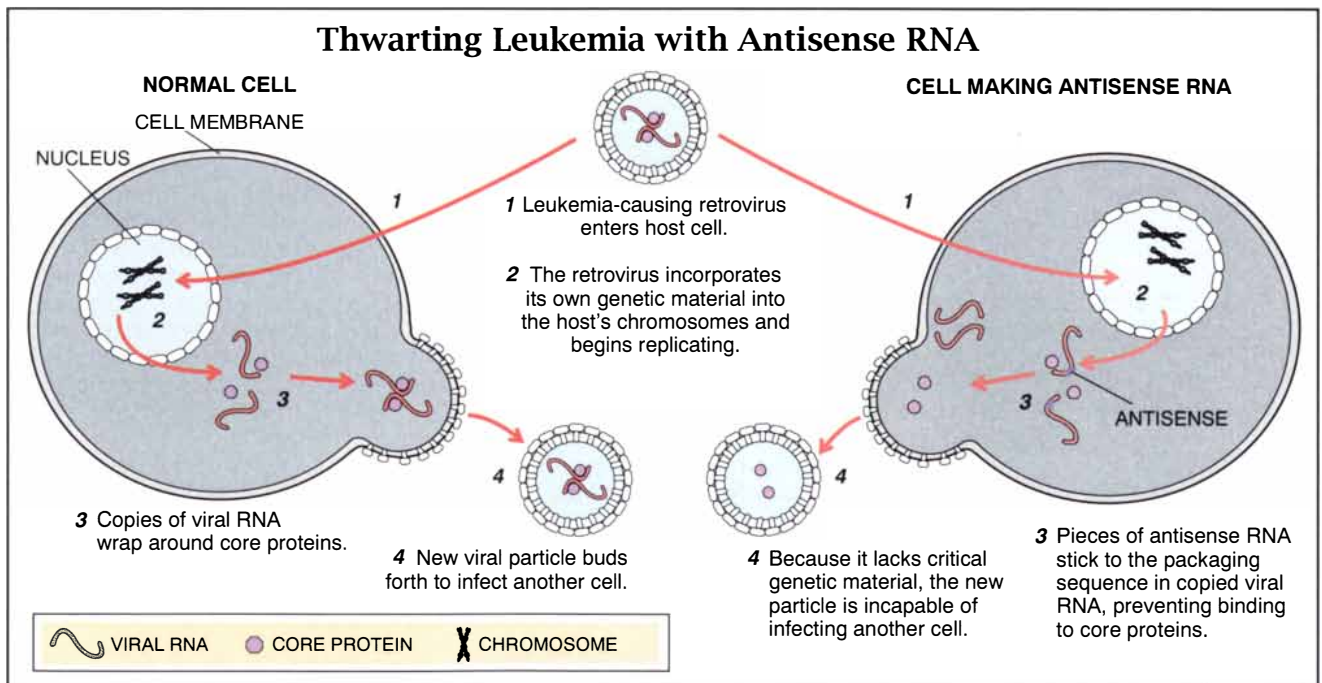 Thwarting Leukemia with Antisense RNA
NORMAL CELL
CELL MEMBRANE
NUCLEUS
CELL MAKING ANTISENSE RNA
1
1
1 Leukemia-causing retrovirus
enters host cell.
2 The retrovirus incorporates
its own genetic material into
the host's chromosomes and
begins replicating.
2
3
4
2
3
ANTISENSE
4
3 Copies of viral RNA
wrap around core proteins.
4 New viral particle buds
forth to infect another cell.
4 Because it lacks critical
genetic material, the new
particle is incapable of
infecting another cell.
3 Pieces of antisense RNA
stick to the packaging
sequence in copied viral
RNA, preventing binding
to core proteins.
VIRAL RNA
CORE PROTEIN
CHROMOSOME